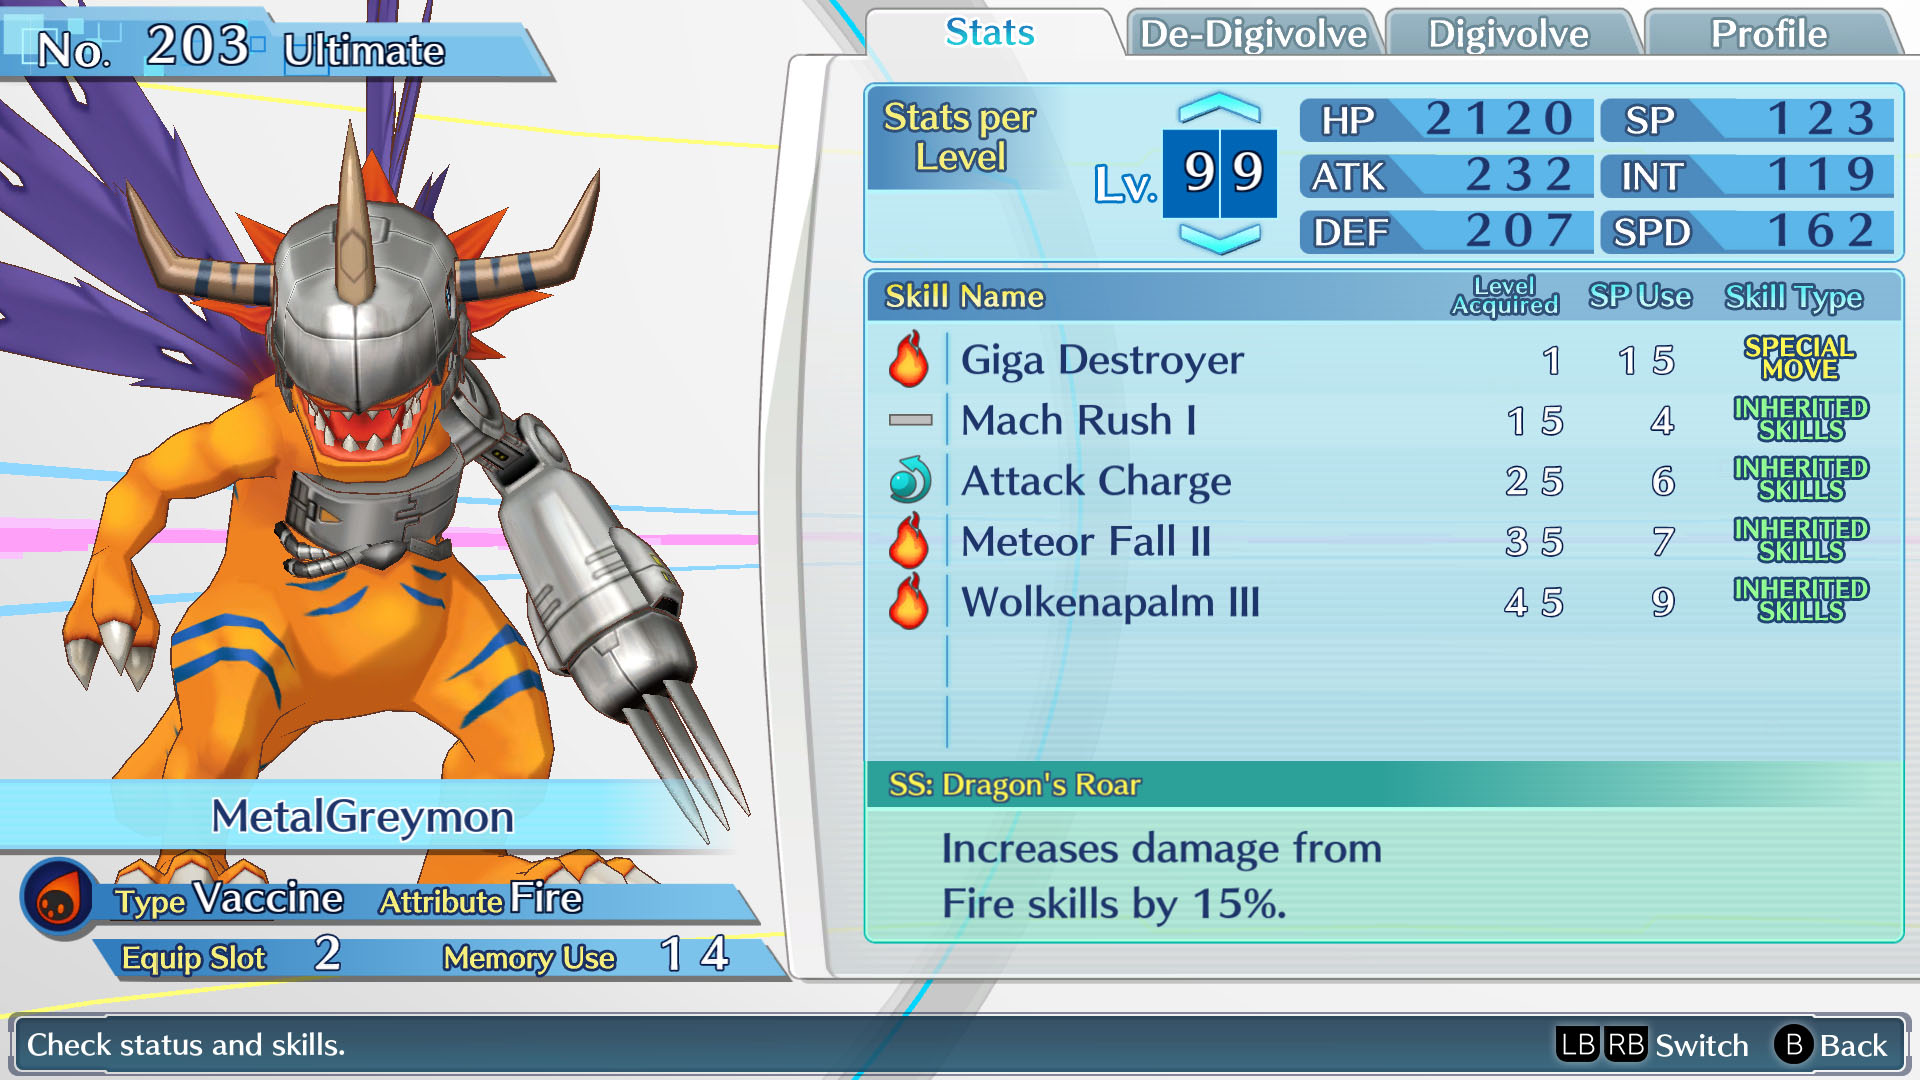 No. 203 Ultimate
Stats De-Digivolve Digivolve Profile
Stats per
Level
Lv. 99
HP 2120 SP 123
ATK 232 INT 119
DEF 207 SPD 162
Skill Name Level Acquired SP Use Skill Type
Giga Destroyer 1 15 SPECIAL MOVE
Mach Rush I 15 4 INHERITED SKILLS
Attack Charge 25 6 INHERITED SKILLS
Meteor Fall II 35 7 INHERITED SKILLS
Wolkenapalm III 45 9 INHERITED SKILLS
SS: Dragon's Roar
Increases damage from
Fire skills by 15%.
MetalGreymon
Type Vaccine Attribute Fire
Equip Slot 2 Memory Use 14
Check status and skills.
LB RB Switch B Back